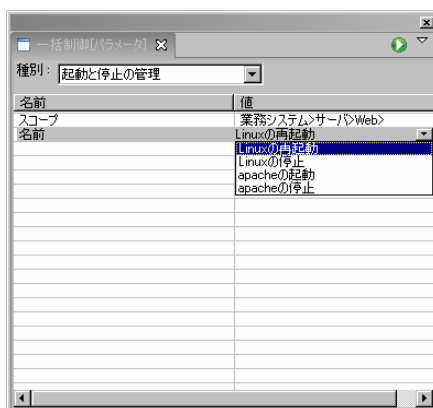 一括制御[パラメータ]
種別: 起動と停止の管理
名前 値
スコープ 業務システム>サーバ>Web>
名前 Linuxの再起動
Linuxの再起動
Linuxの停止
apacheの起動
apacheの停止